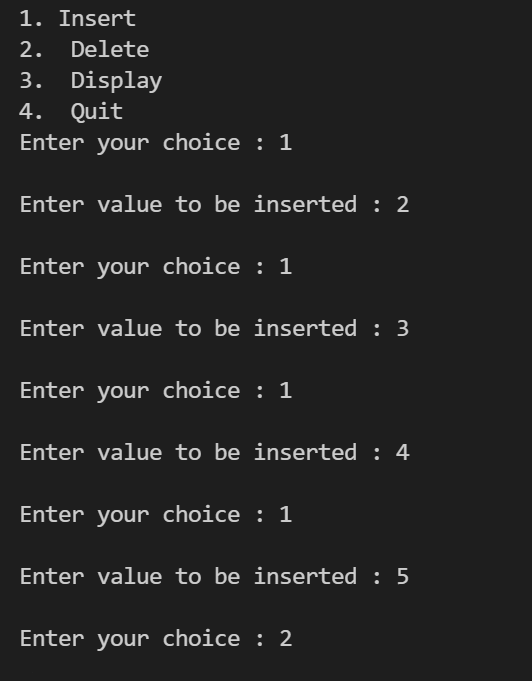 1. Insert
2.  Delete
3.  Display
4.  Quit
Enter your choice : 1
Enter value to be inserted : 2
Enter your choice : 1
Enter value to be inserted : 3
Enter your choice : 1
Enter value to be inserted : 4
Enter your choice : 1
Enter value to be inserted : 5
Enter your choice : 2